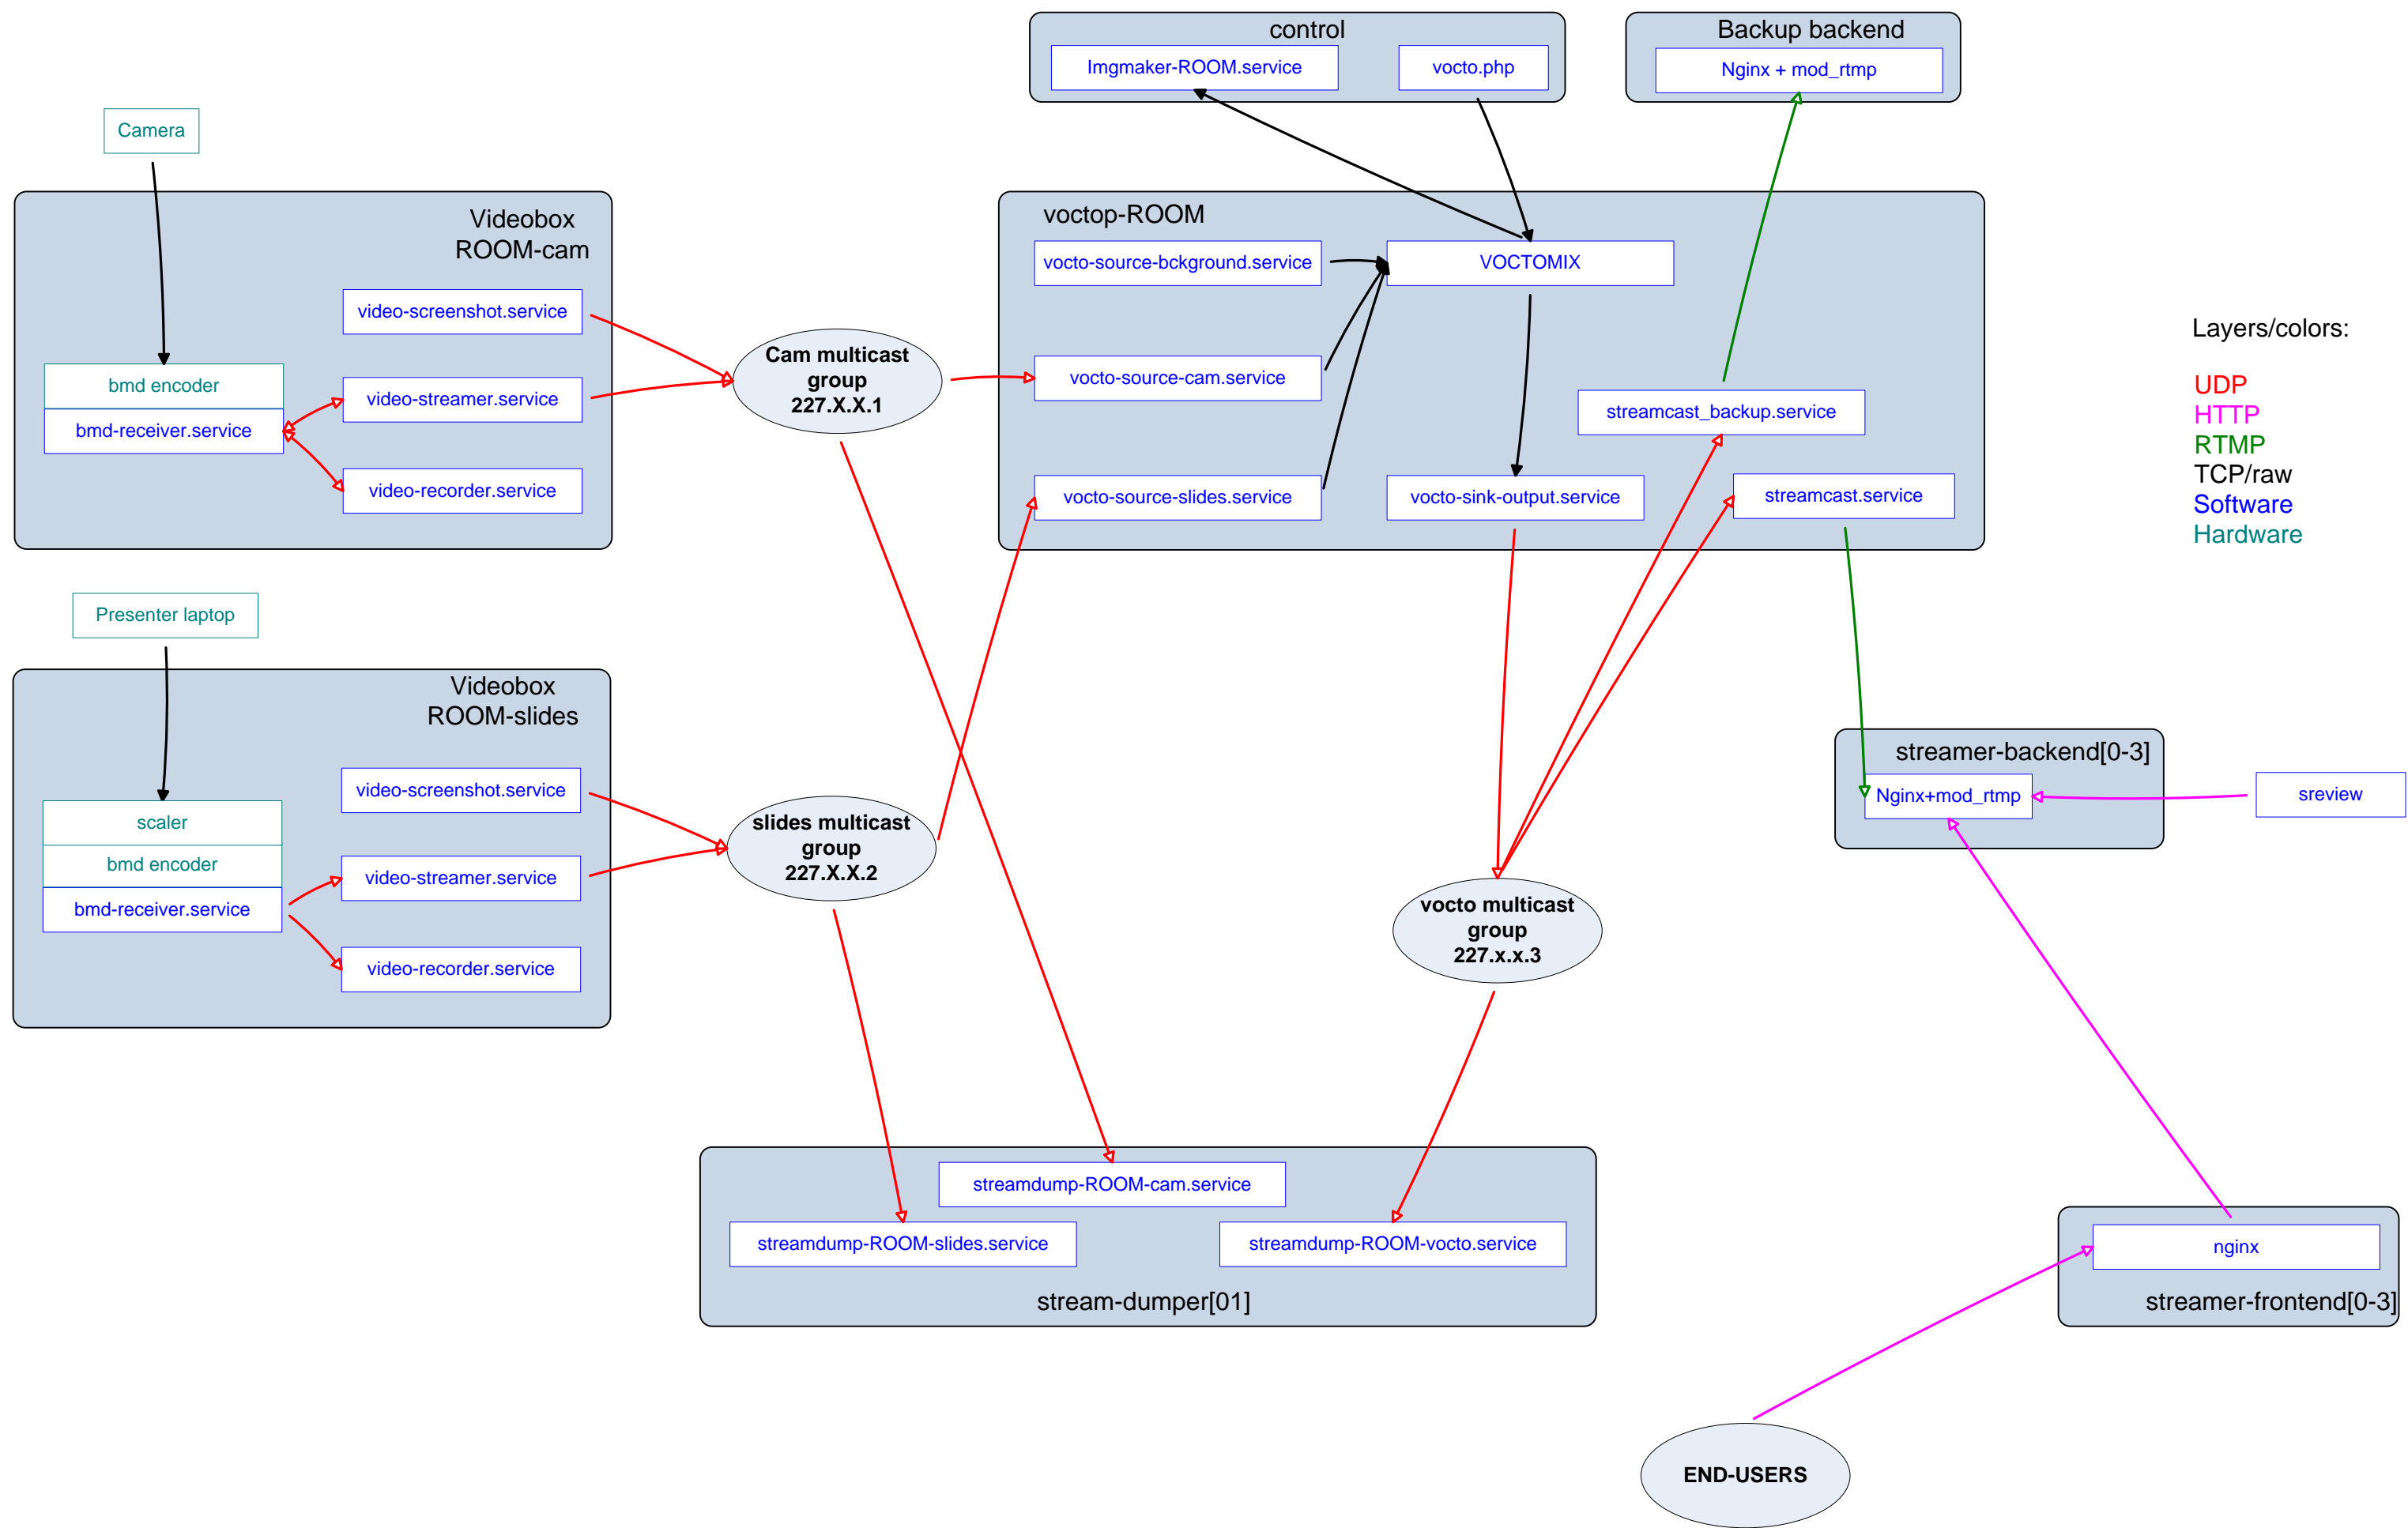 control
Imgmaker-ROOM.service
vocto.php
Backup backend
Nginx + mod_rtmp
Camera
Videobox
ROOM-cam
video-screenshot.service
bmd encoder
video-streamer.service
bmd-receiver.service
video-recorder.service
Cam multicast
group
227.X.X.1
voctop-ROOM
vocto-source-bckground.service
VOCTOMIX
vocto-source-cam.service
streamcast_backup.service
vocto-source-slides.service
vocto-sink-output.service
streamcast.service
Layers/colors:
UDP
HTTP
RTMP
TCP/raw
Software
Hardware
Presenter laptop
Videobox
ROOM-slides
video-screenshot.service
scaler
bmd encoder
video-streamer.service
bmd-receiver.service
video-recorder.service
slides multicast
group
227.X.X.2
vocto multicast
group
227.x.x.3
streamer-backend[0-3]
Nginx+mod_rtmp
sreview
streamdump-ROOM-cam.service
streamdump-ROOM-slides.service
streamdump-ROOM-vocto.service
stream-dumper[01]
nginx
streamer-frontend[0-3]
END-USERS